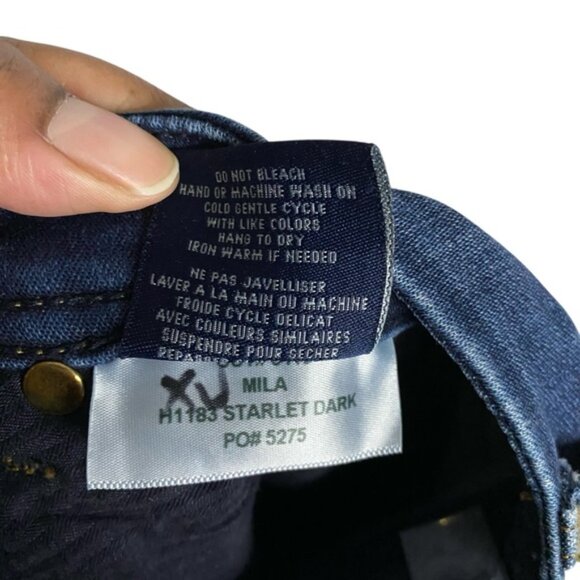 DO NOT BLEACH
HAND OR MACHINE WASH ON
COLD GENTLE CYCLE
WITH LIKE COLORS
HANG TO DRY
IRON WARM IF NEEDED
NE PAS JAVELLISER
LAVER A LA MAIN OU MACHINE
FROIDE CYCLE DELICAT
AVEC COULEURS SIMILAIRES
SUSPENDRE POUR SECHER
MILA
H1183 STARLET DARK
PO# 5275